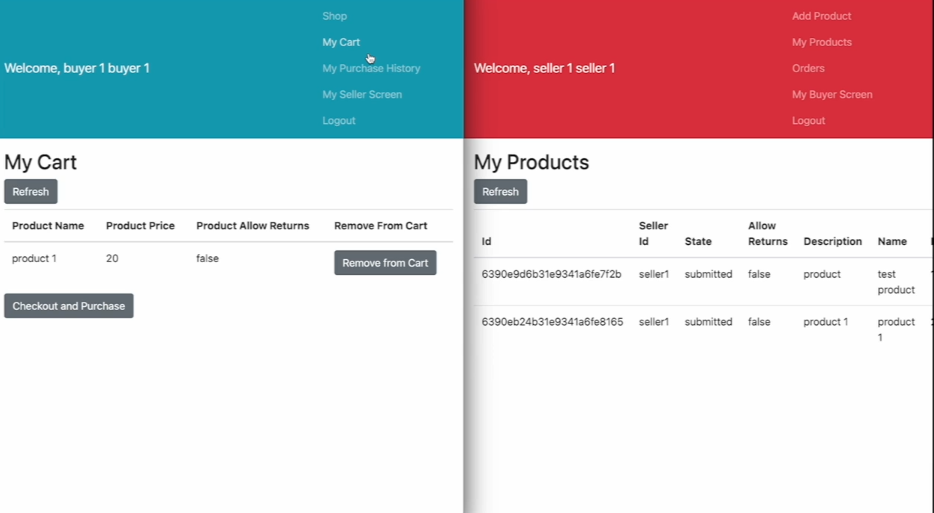 Shop
My Cart
Welcome, buyer 1 buyer 1
My Purchase History
My Seller Screen
Logout
My Cart
Refresh
Product Name Product Price Product Allow Returns Remove From Cart
product 1 20 false Remove from Cart
Checkout and Purchase
Add Product
My Products
Welcome, seller 1 seller 1
Orders
My Buyer Screen
Logout
My Products
Refresh
Seller Allow
Id Id State Returns Description Name
6390e9d6b31e9341a6fe7f2b seller1 submitted false product test
product
6390eb24b31e9341a6fe8165 seller1 submitted false product 1 product
1